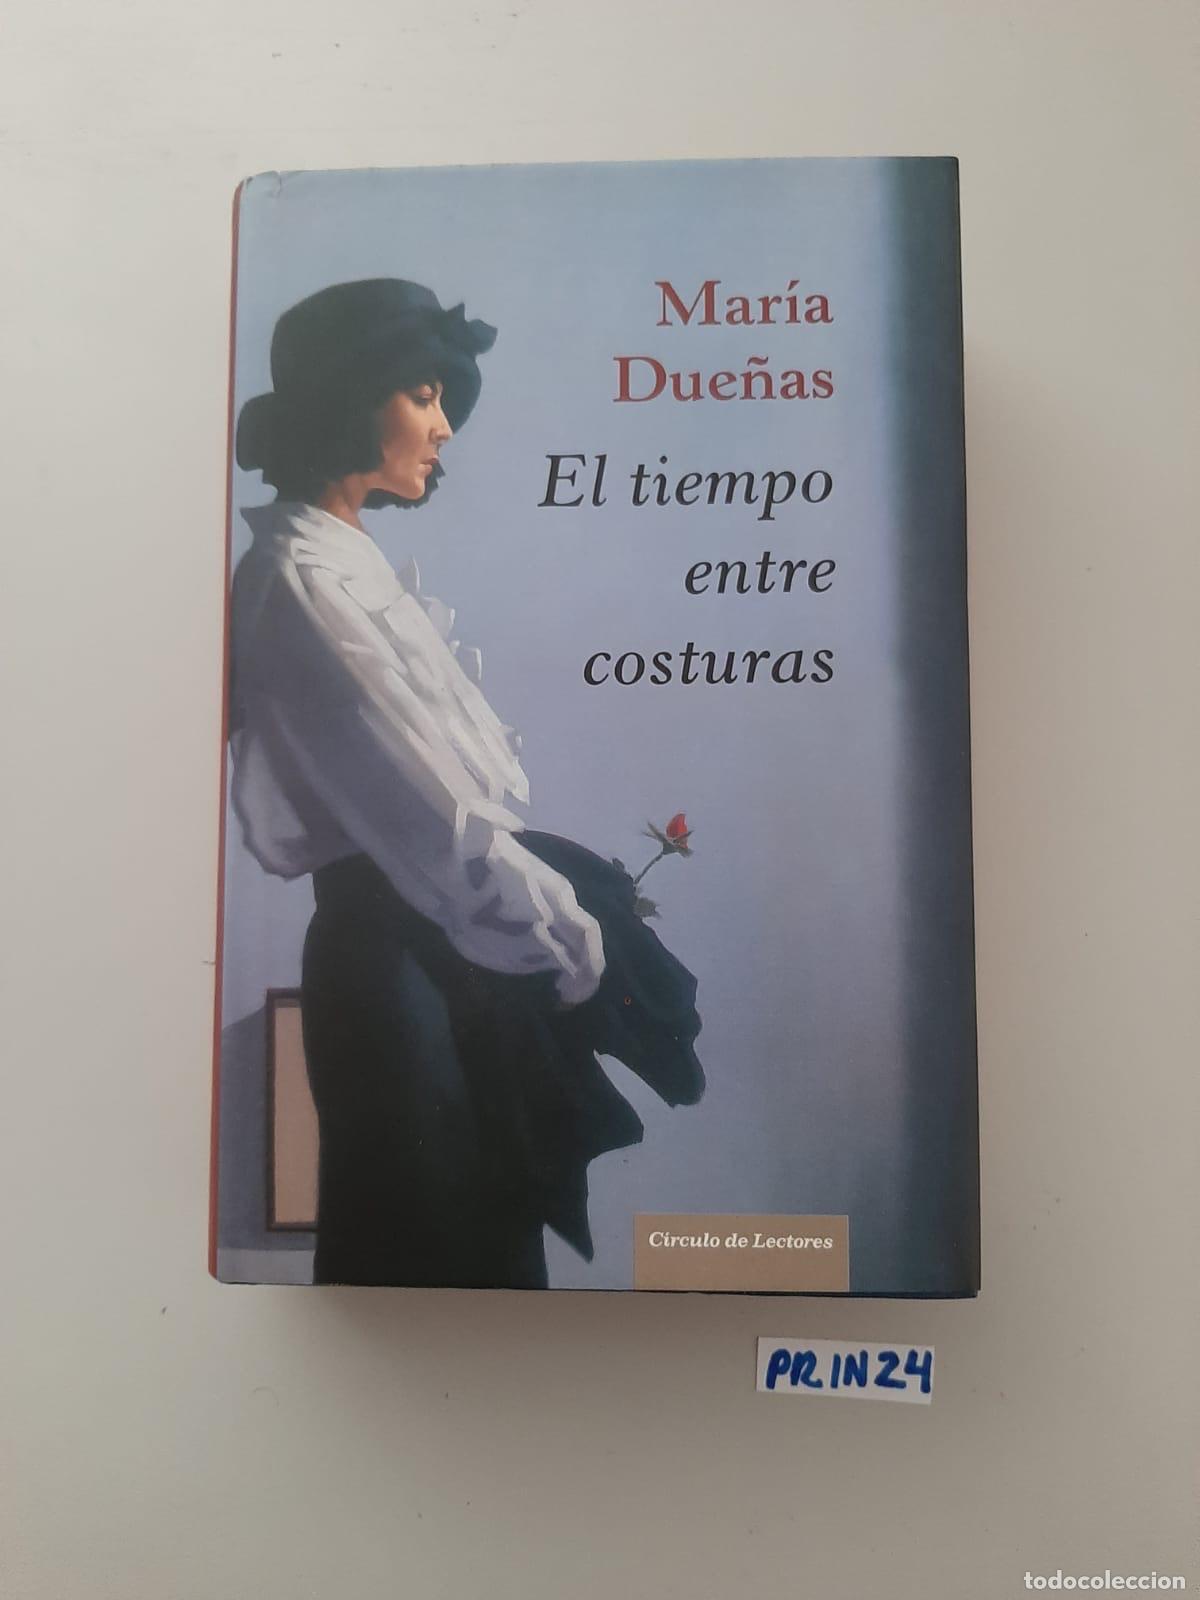 María
Dueñas
El tiempo
entre
costuras
Círculo de Lectores
PR IN 24
todocoleccion